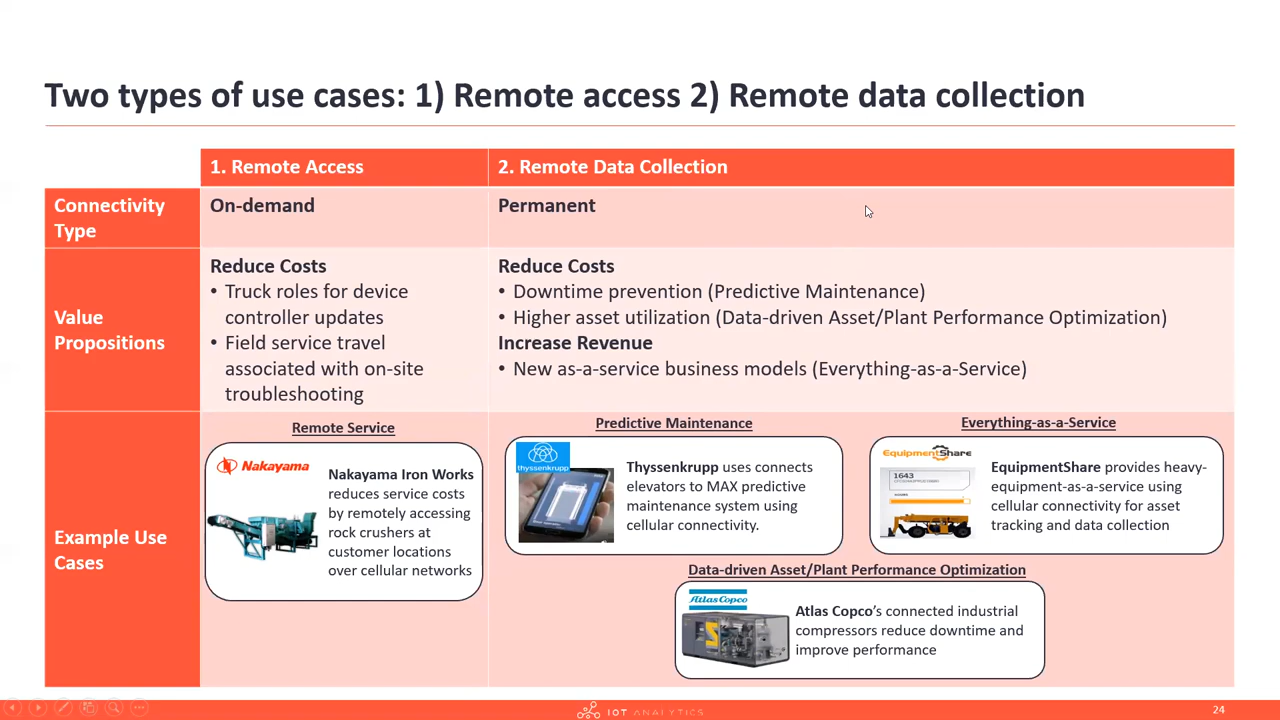 Two types of use cases: 1) Remote access 2) Remote data collection
1. Remote Access
2. Remote Data Collection
Connectivity
Type
On-demand
Permanent
Value
Propositions
Reduce Costs
• Truck roles for device
controller updates
• Field service travel
associated with on-site
troubleshooting
Reduce Costs
• Downtime prevention (Predictive Maintenance)
• Higher asset utilization (Data-driven Asset/Plant Performance Optimization)
Increase Revenue
• New as-a-service business models (Everything-as-a-Service)
Example Use
Cases
Remote Service
Nakayama
Nakayama Iron Works
reduces service costs
by remotely accessing
rock crushers at
customer locations
over cellular networks
Predictive Maintenance
thyssenkrupp
Thyssenkrupp uses connects
elevators to MAX predictive
maintenance system using
cellular connectivity.
Everything-as-a-Service
EquipmentShare
1643
EquipmentShare provides heavy-
equipment-as-a-service using
cellular connectivity for asset
tracking and data collection
Data-driven Asset/Plant Performance Optimization
Atlas Copco
Atlas Copco's connected industrial
compressors reduce downtime and
improve performance
IOT ANALYTICS
24